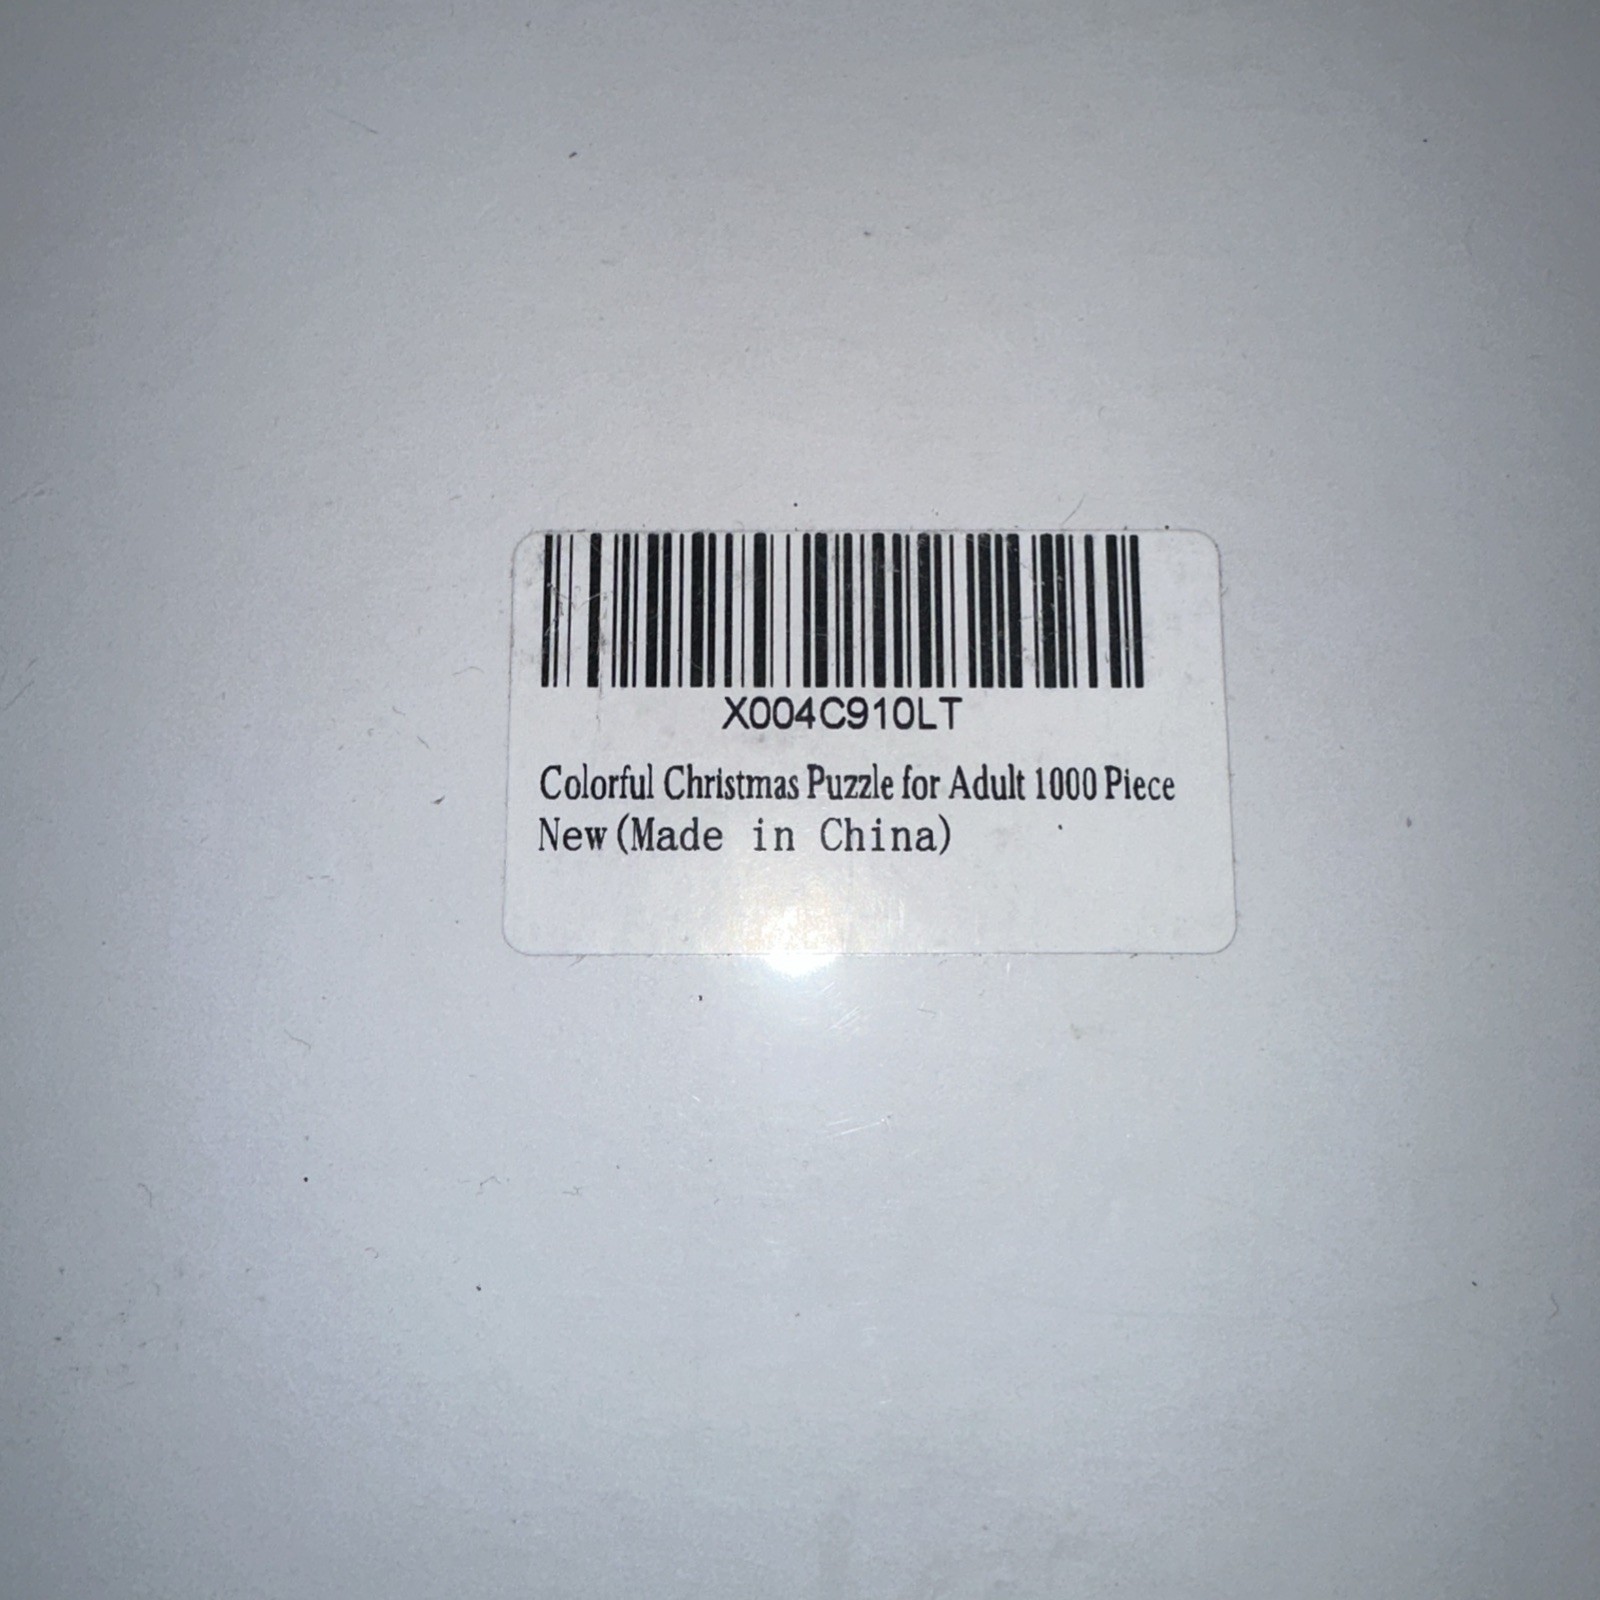 X004C910LT
Colorful Christmas Puzzle for Adult 1000 Piece
New(Made in China)